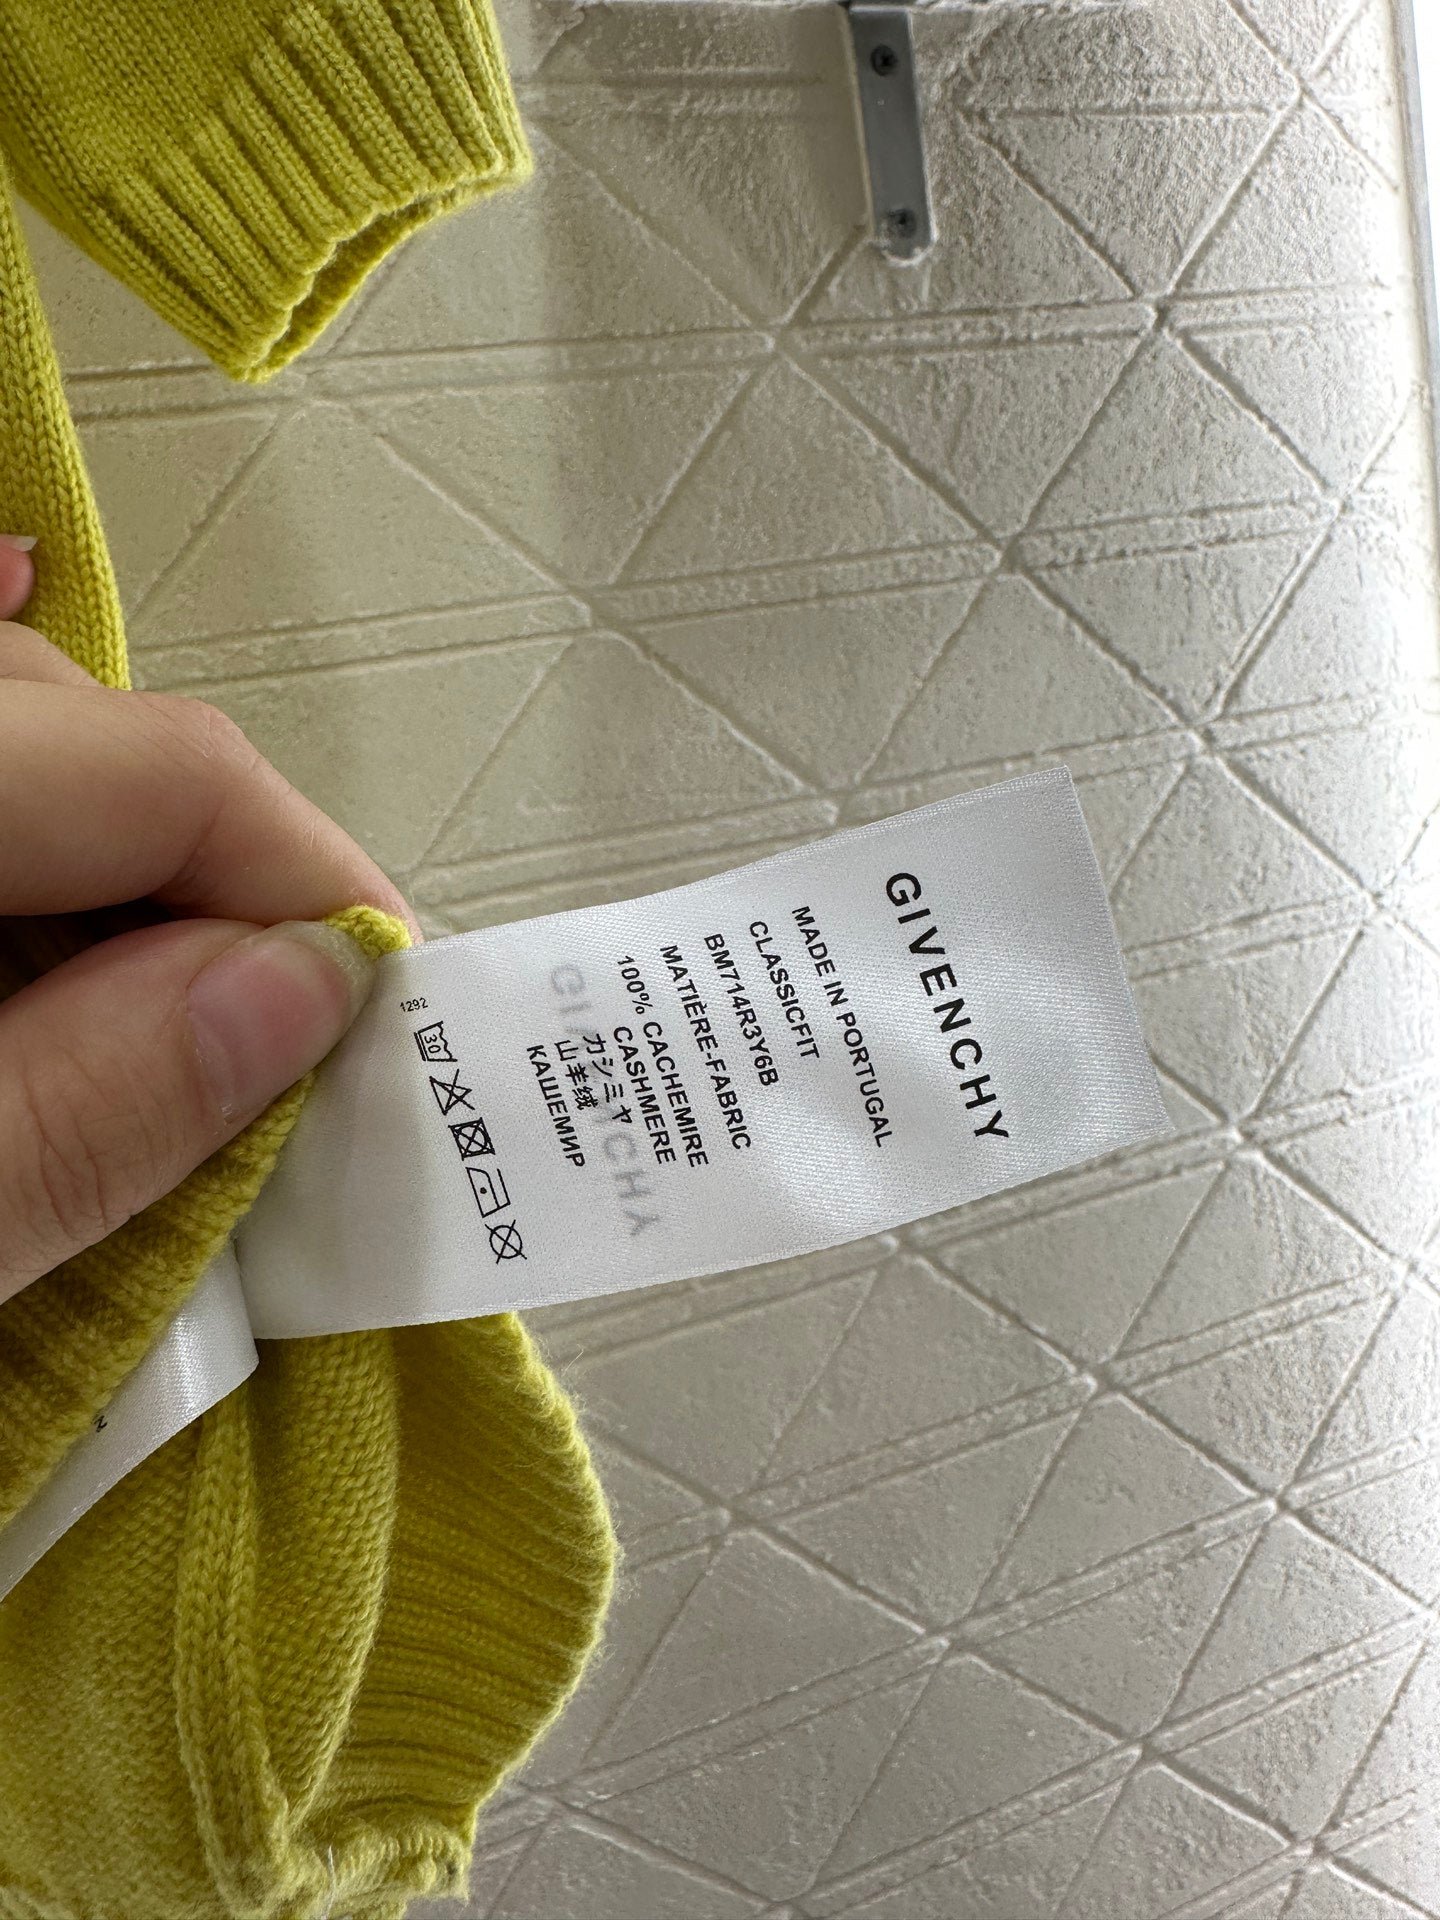 GIVENCHY
MADE IN PORTUGAL
CLASSICFIT
BM714R3Y6B
MATIÈRE-FABRIC
100% CACHEMIRE
CASHMERE
カシミヤ
山羊绒
КАШЕМИР
1292
30